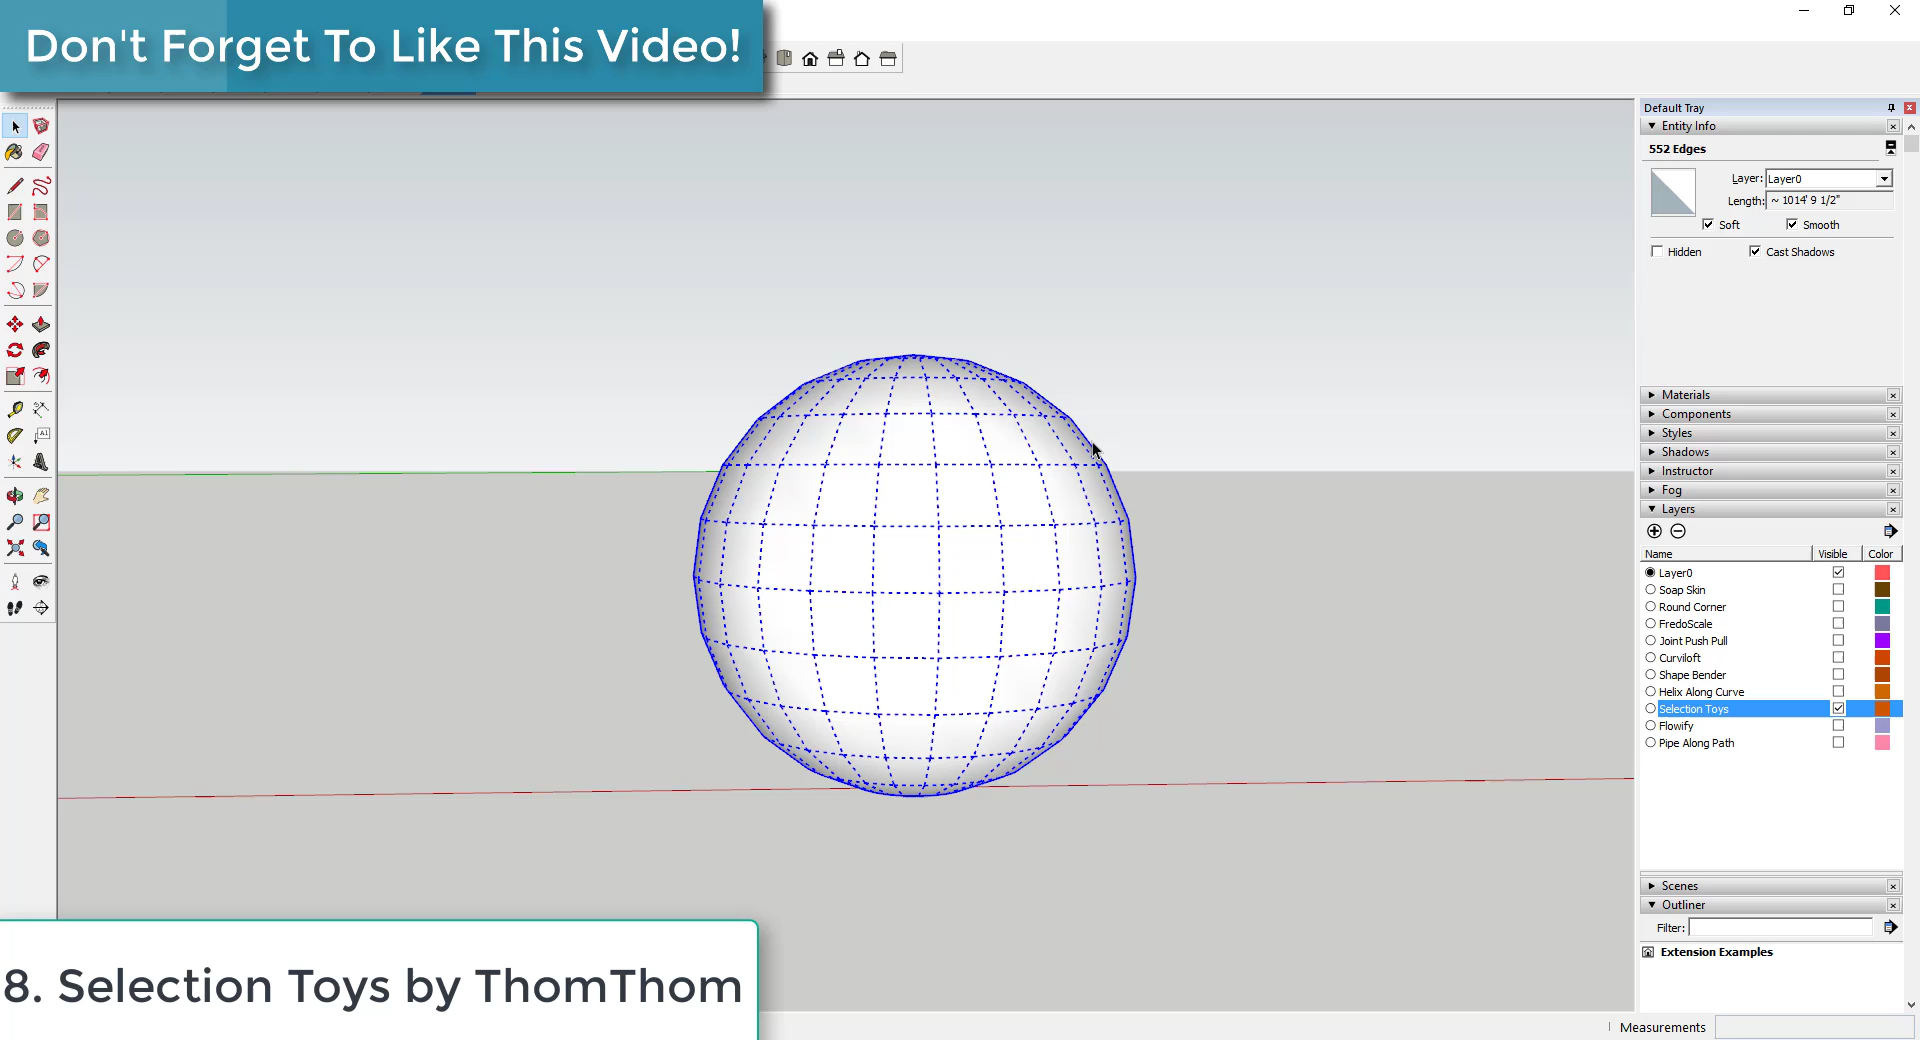 Don't Forget To Like This Video!
Default Tray
Entity Info
552 Edges
Layer: Layer0
Length: ~ 1014' 9 1/2"
Soft Smooth
Hidden Cast Shadows
A1
Materials
Components
Styles
Shadows
Instructor
Fog
Layers
Name Visible Color
Layer0
Soap Skin
Round Corner
FredoScale
Joint Push Pull
Curviloft
Shape Bender
Helix Along Curve
Selection Toys
Flowify
Pipe Along Path
Scenes
Outliner
Filter:
Extension Examples
8. Selection Toys by ThomThom
Measurements